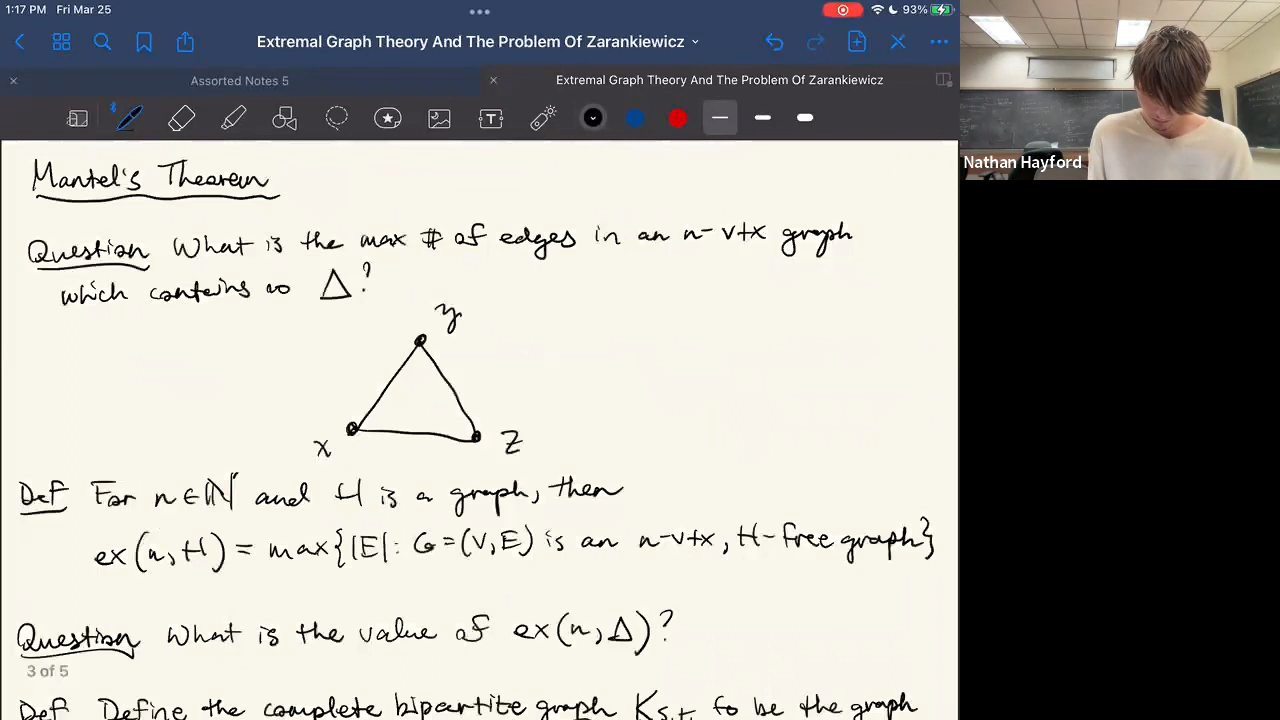 1:17 PM Fri Mar 25
93%
Extremal Graph Theory And The Problem Of Zarankiewicz
Assorted Notes 5
Extremal Graph Theory And The Problem Of Zarankiewicz
T
Nathan Hayford
Mantel's Theorem
Question What is the max # of edges in an n-vtx graph
which contains no Δ?
y
x
z
Def For n∈ℕ and H is a graph, then
ex(n,H) = max{|E|: G=(V,E) is an n-vtx, H-free graph}
Question What is the value of ex(n,Δ)?
3 of 5
Def Define the complete bipartite graph Ks,t to be the graph